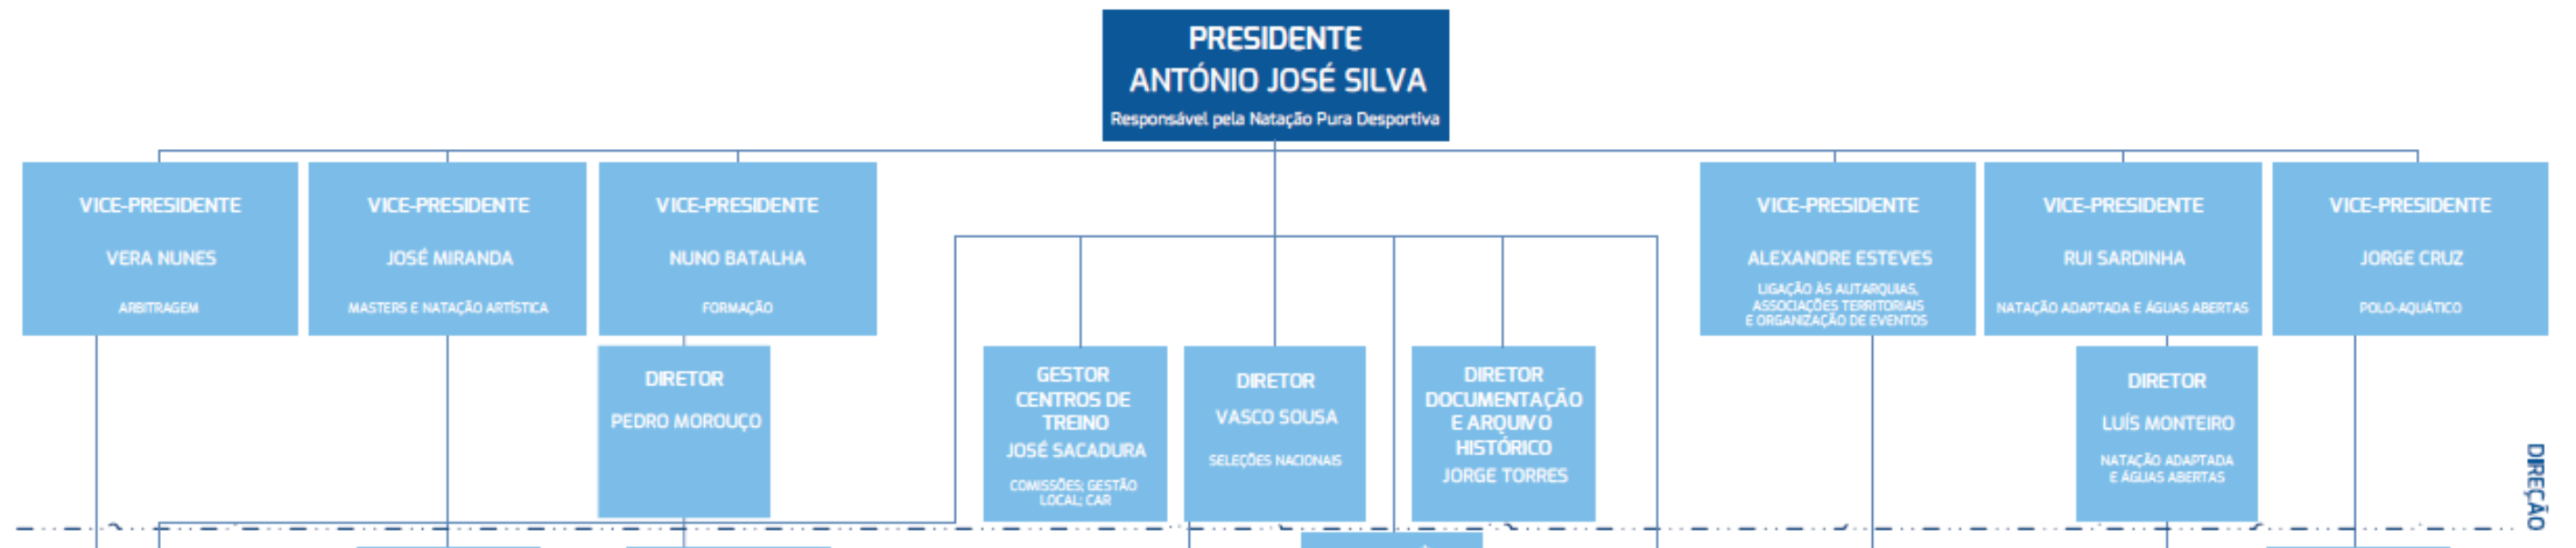 PRESIDENTE
ANTÓNIO JOSÉ SILVA
Responsável pela Natação Pura Desportiva
VICE-PRESIDENTE
VERA NUNES
ARBITRAGEM
VICE-PRESIDENTE
JOSÉ MIRANDA
MASTERS E NATAÇÃO ARTÍSTICA
VICE-PRESIDENTE
NUNO BATALHA
FORMAÇÃO
VICE-PRESIDENTE
ALEXANDRE ESTEVES
LIGAÇÃO ÀS AUTARQUIAS,
ASSOCIAÇÕES TERRITORIAIS
E ORGANIZAÇÃO DE EVENTOS
VICE-PRESIDENTE
RUI SARDINHA
NATAÇÃO ADAPTADA E ÁGUAS ABERTAS
VICE-PRESIDENTE
JORGE CRUZ
POLO-AQUÁTICO
DIRETOR
PEDRO MOROUÇO
GESTOR
CENTROS DE
TREINO
JOSÉ SACADURA
COMISSÕES; GESTÃO
LOCAL; CAR
DIRETOR
VASCO SOUSA
SELEÇÕES NACIONAIS
DIRETOR
DOCUMENTAÇÃO
E ARQUIVO
HISTÓRICO
JORGE TORRES
DIRETOR
LUÍS MONTEIRO
NATAÇÃO ADAPTADA
E ÁGUAS ABERTAS
DIREÇÃO